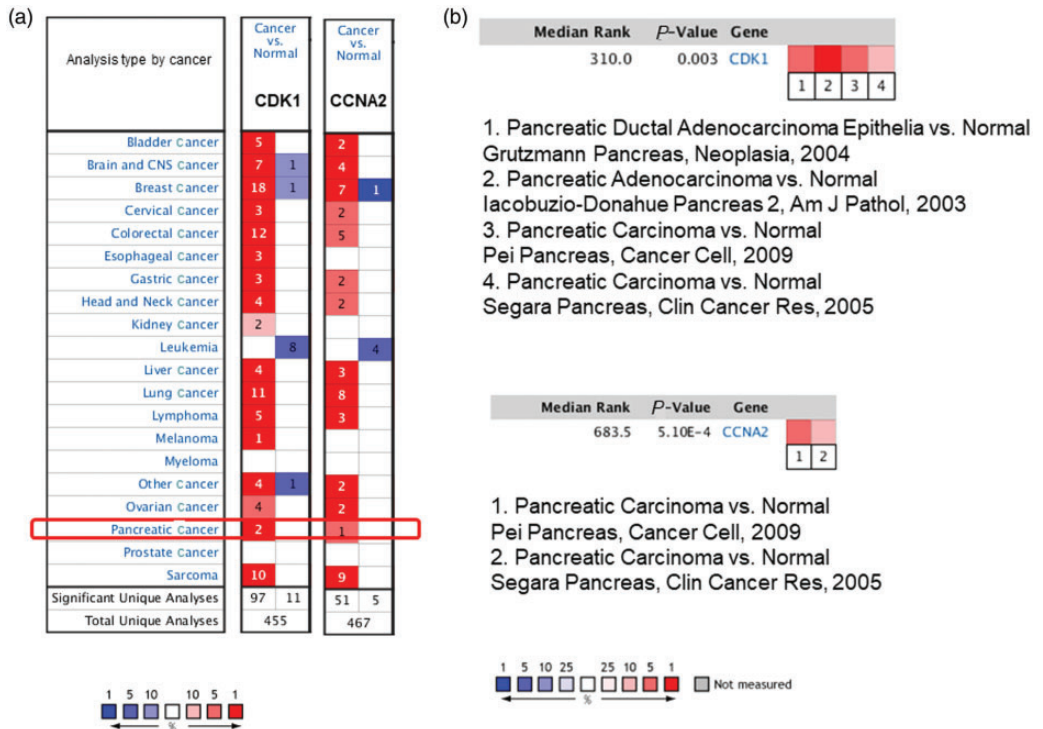 (a)
Analysis type by cancer
Cancer vs. Normal
Cancer vs. Normal
CDK1
CCNA2
Bladder Cancer 5 2
Brain and CNS Cancer 7 1 4
Breast Cancer 18 1 7 1
Cervical Cancer 3 2
Colorectal Cancer 12 5
Esophageal Cancer 3
Gastric Cancer 3 2
Head and Neck Cancer 4 2
Kidney Cancer 2
Leukemia 8 4
Liver Cancer 4 3
Lung Cancer 11 8
Lymphoma 5 3
Melanoma 1
Myeloma
Other Cancer 4 1 2
Ovarian Cancer 4 2
Pancreatic Cancer 2 1
Prostate Cancer
Sarcoma 10 9
Significant Unique Analyses 97 11 51 5
Total Unique Analyses 455 467
1 5 10 10 5 1
%
(b)
Median Rank P-Value Gene
310.0 0.003 CDK1
1 2 3 4
1. Pancreatic Ductal Adenocarcinoma Epithelia vs. Normal
Grutzmann Pancreas, Neoplasia, 2004
2. Pancreatic Adenocarcinoma vs. Normal
Iacobuzio-Donahue Pancreas 2, Am J Pathol, 2003
3. Pancreatic Carcinoma vs. Normal
Pei Pancreas, Cancer Cell, 2009
4. Pancreatic Carcinoma vs. Normal
Segara Pancreas, Clin Cancer Res, 2005
Median Rank P-Value Gene
683.5 5.10E-4 CCNA2
1 2
1. Pancreatic Carcinoma vs. Normal
Pei Pancreas, Cancer Cell, 2009
2. Pancreatic Carcinoma vs. Normal
Segara Pancreas, Clin Cancer Res, 2005
1 5 10 25 25 10 5 1
% Not measured